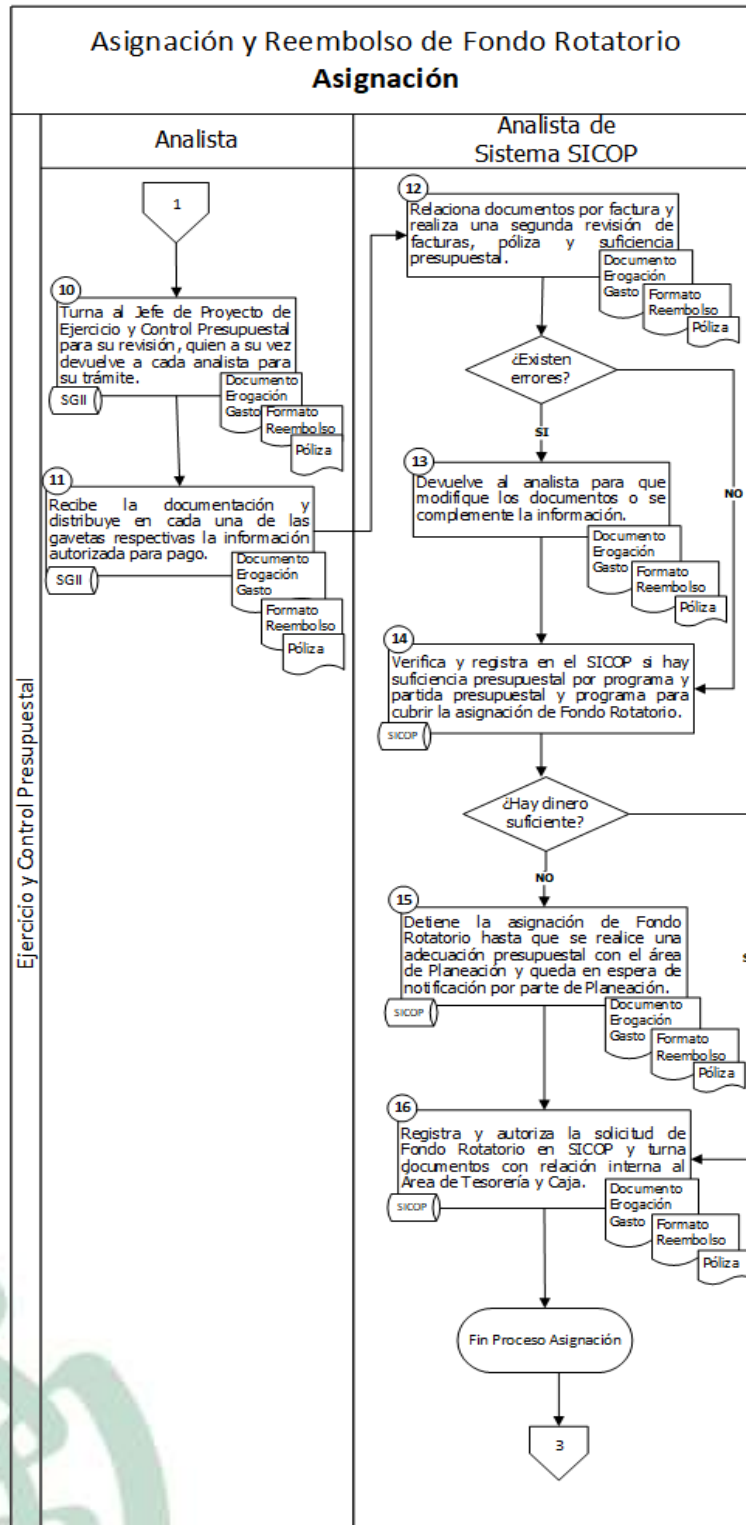 Asignación y Reembolso de Fondo Rotatorio
Asignación
Ejercicio y Control Presupuestal
Analista
1
10
Turna al Jefe de Proyecto de
Ejercicio y Control Presupuestal
para su revisión, quien a su vez
devuelve a cada analista para
su trámite.
SGII
Documento
Erogación
Gasto
Formato
Reembolso
Póliza
11
Recibe la documentación y
distribuye en cada una de las
gavetas respectivas la información
autorizada para pago.
SGII
Documento
Erogación
Gasto
Formato
Reembolso
Póliza
Analista de
Sistema SICOP
12
Relaciona documentos por factura y
realiza una segunda revisión de
facturas, póliza y suficiencia
presupuestal.
Documento
Erogación
Gasto
Formato
Reembolso
Póliza
¿Existen
errores?
SI
NO
13
Devuelve al analista para que
modifique los documentos o se
complemente la información.
Documento
Erogación
Gasto
Formato
Reembolso
Póliza
14
Verifica y registra en el SICOP si hay
suficiencia presupuestal por programa y
partida presupuestal y programa para
cubrir la asignación de Fondo Rotatorio.
SICOP
¿Hay dinero
suficiente?
NO
15
Detiene la asignación de Fondo
Rotatorio hasta que se realice una
adecuación presupuestal con el área
de Planeación y queda en espera de
notificación por parte de Planeación.
SICOP
Documento
Erogación
Gasto
Formato
Reembolso
Póliza
16
Registra y autoriza la solicitud de
Fondo Rotatorio en SICOP y turna
documentos con relación interna al
Área de Tesorería y Caja.
SICOP
Documento
Erogación
Gasto
Formato
Reembolso
Póliza
Fin Proceso Asignación
3